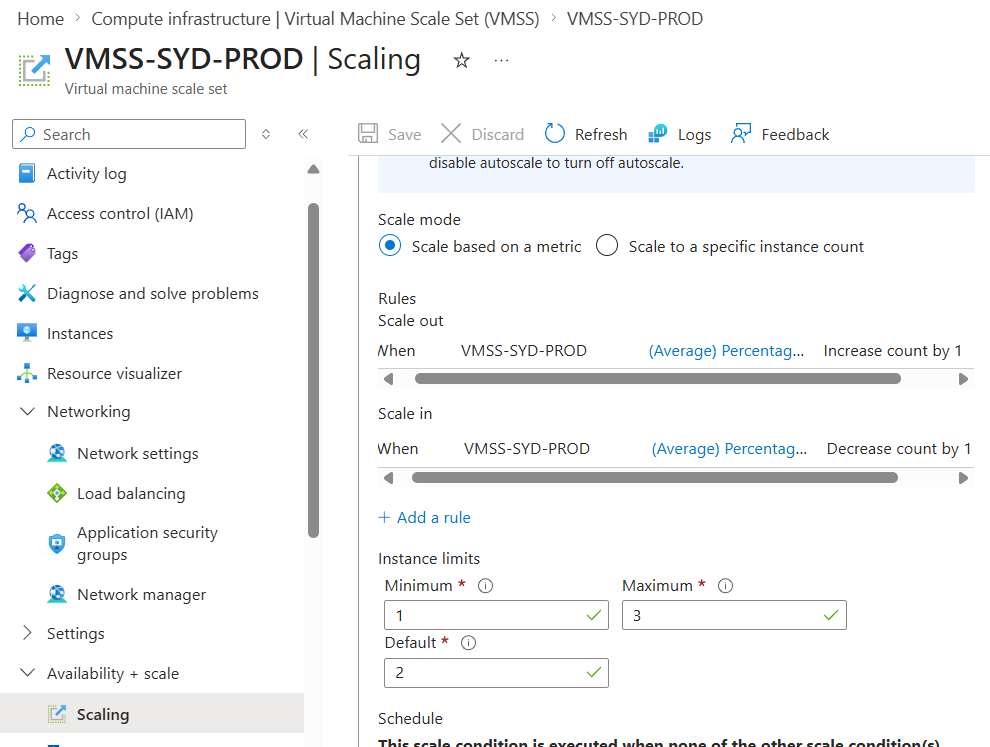 Home > Compute infrastructure | Virtual Machine Scale Set (VMSS) > VMSS-SYD-PROD
VMSS-SYD-PROD | Scaling
Virtual machine scale set
Search
Save
Discard
Refresh
Logs
Feedback
Activity log
Access control (IAM)
Tags
Diagnose and solve problems
Instances
Resource visualizer
Networking
Network settings
Load balancing
Application security
groups
Network manager
Settings
Availability + scale
Scaling
disable autoscale to turn off autoscale.
Scale mode
Scale based on a metric
Scale to a specific instance count
Rules
Scale out
When VMSS-SYD-PROD (Average) Percentag... Increase count by 1
Scale in
When VMSS-SYD-PROD (Average) Percentag... Decrease count by 1
+ Add a rule
Instance limits
Minimum *
Maximum *
1
3
Default *
2
Schedule
This scale condition is executed when none of the other scale condition(s)